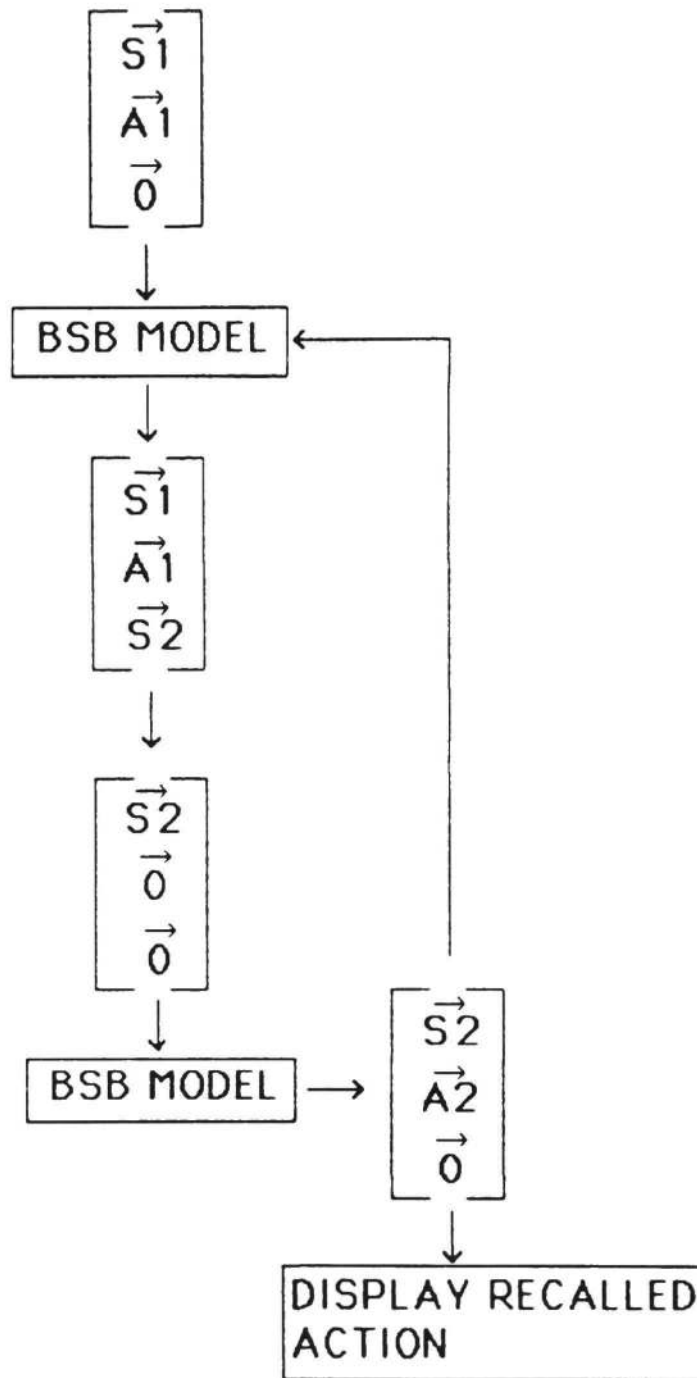 S1
A1
0
BSB MODEL
S1
A1
S2
S2
0
0
BSB MODEL
S2
A2
0
DISPLAY RECALLED
ACTION